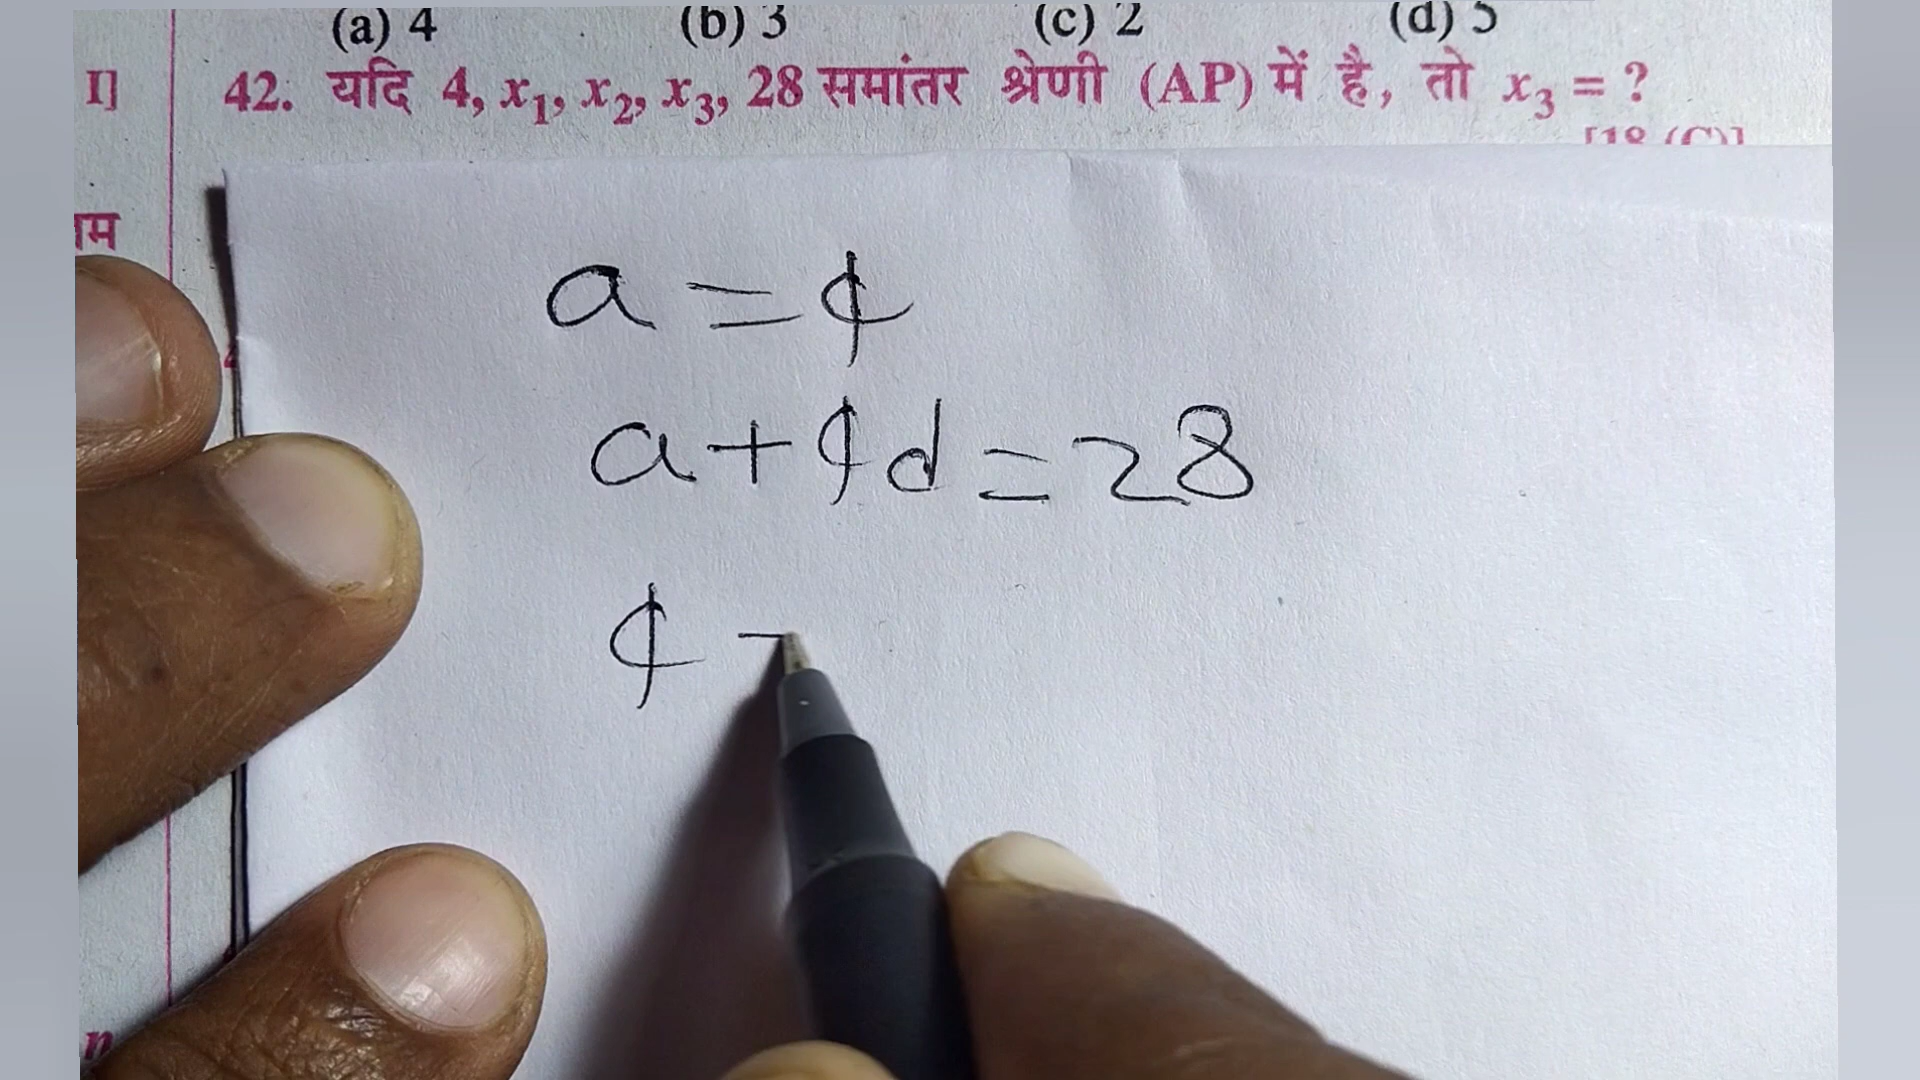 (a) 4 (b) 3 (c) 2 (d) 5
I] 42. यदि 4, x₁, x₂, x₃, 28 समांतर श्रेणी (AP) में है, तो x₃ = ?
[18 (C)]
a = 4
a + 4d = 28
4 -
n